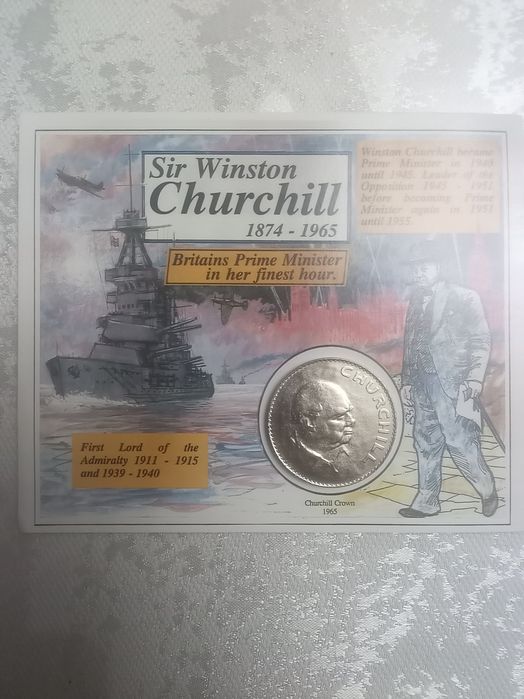 Sir Winston
Churchill
1874 - 1965
Britains Prime Minister
in her finest hour.
Winston Churchill became
Prime Minister in 1940
until 1945. Leader of the
Opposition 1945 - 1951
before becoming Prime
Minister again in 1951
until 1955.
First Lord of the
Admiralty 1911 - 1915
and 1939 - 1940
CHURCHILL
Churchill Crown
1965